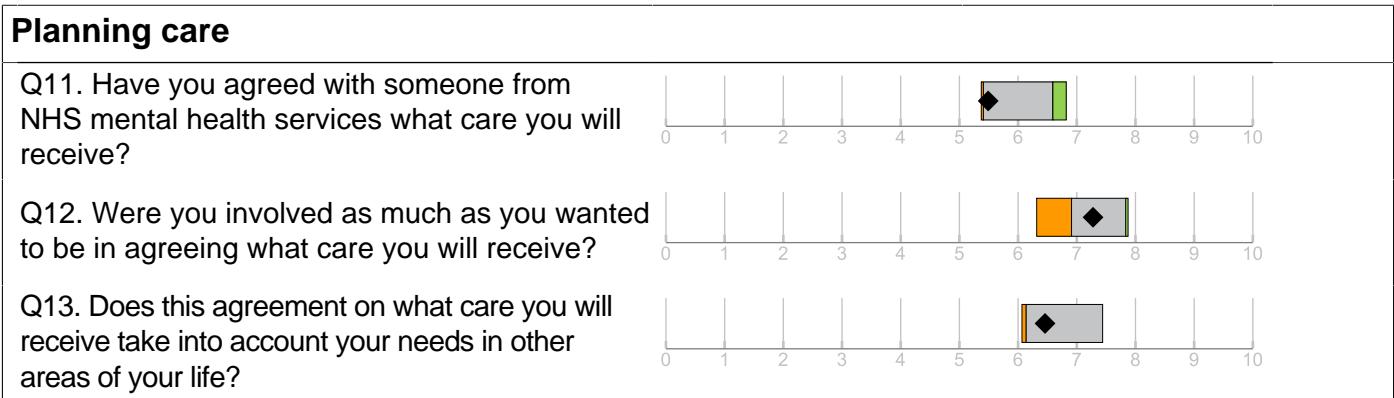 Planning care
Q11. Have you agreed with someone from
NHS mental health services what care you will
receive?
0 1 2 3 4 5 6 7 8 9 10
Q12. Were you involved as much as you wanted
to be in agreeing what care you will receive?
0 1 2 3 4 5 6 7 8 9 10
Q13. Does this agreement on what care you will
receive take into account your needs in other
areas of your life?
0 1 2 3 4 5 6 7 8 9 10